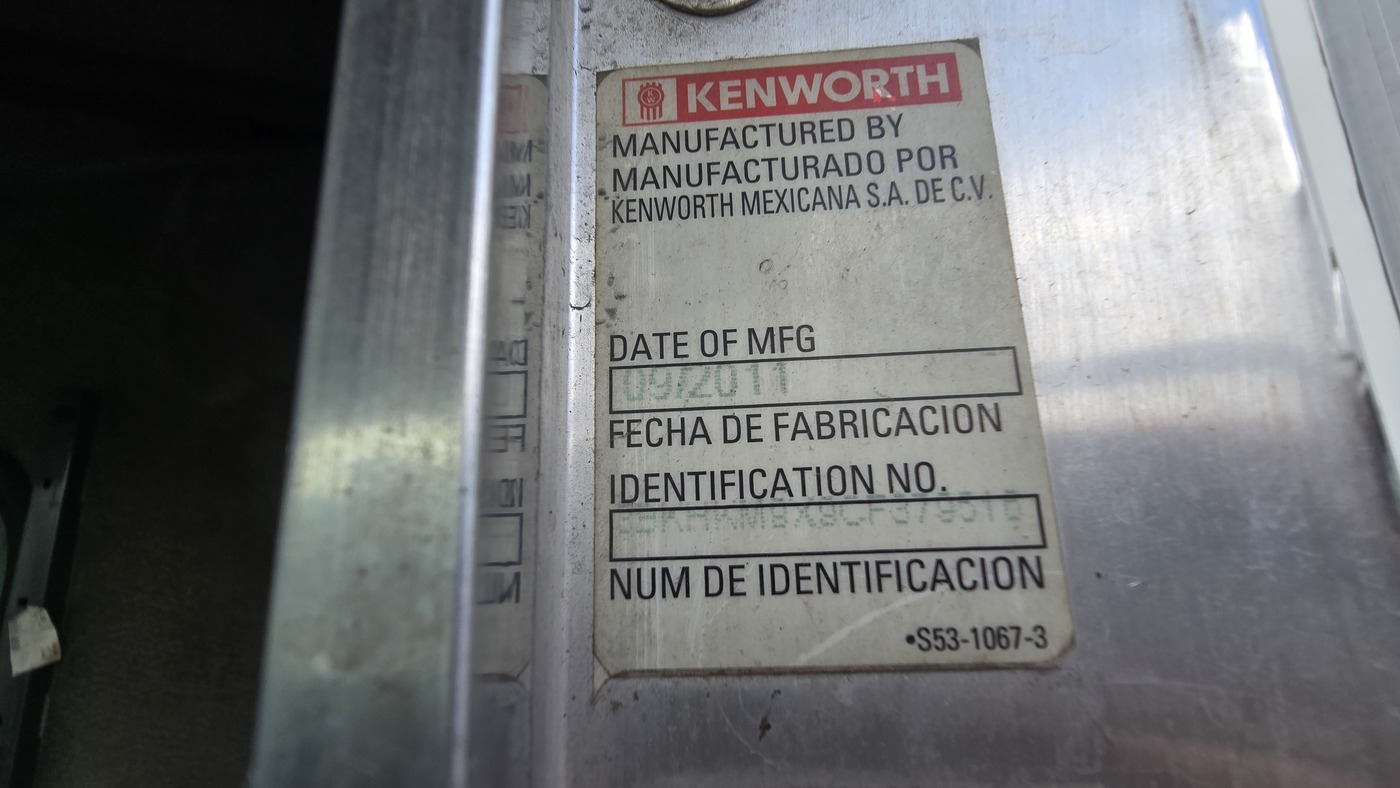 KENWORTH
MANUFACTURED BY
MANUFACTURADO POR
KENWORTH MEXICANA S.A. DE C.V.
DATE OF MFG
09/2011
FECHA DE FABRICACION
IDENTIFICATION NO.
NUM DE IDENTIFICACION
•S53-1067-3